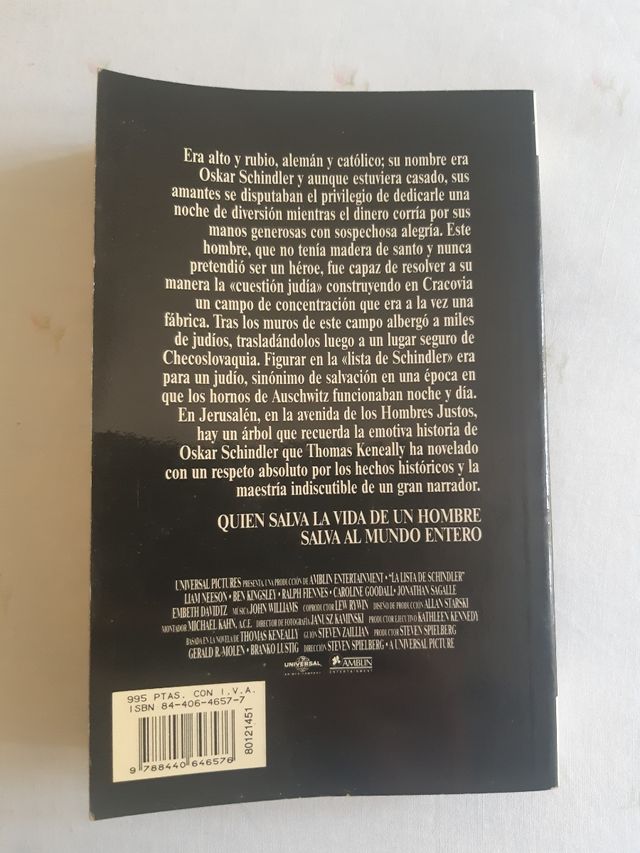 Era alto y rubio, alemán y católico; su nombre era
Oskar Schindler y aunque estuviera casado, sus
amantes se disputaban el privilegio de dedicarle una
noche de diversión mientras el dinero corría por sus
manos generosas con sospechosa alegría. Este
hombre, que no tenía madera de santo y nunca
pretendió ser un héroe, fue capaz de resolver a su
manera la «cuestión judía» construyendo en Cracovia
un campo de concentración que era a la vez una
fábrica. Tras los muros de este campo albergó a miles
de judíos, trasladándolos luego a un lugar seguro de
Checoslovaquia. Figurar en la «lista de Schindler» era
para un judío, sinónimo de salvación en una época en
que los hornos de Auschwitz funcionaban noche y día.
En Jerusalén, en la avenida de los Hombres Justos,
hay un árbol que recuerda la emotiva historia de
Oskar Schindler que Thomas Keneally ha novelado
con un respeto absoluto por los hechos históricos y la
maestría indiscutible de un gran narrador.
QUIEN SALVA LA VIDA DE UN HOMBRE
SALVA AL MUNDO ENTERO
UNIVERSAL PICTURES PRESENTA UNA PRODUCCIÓN DE AMBLIN ENTERTAINMENT • "LA LISTA DE SCHINDLER"
LIAM NEESON • BEN KINGSLEY • RALPH FIENNES • CAROLINE GOODALL • JONATHAN SAGALLE
EMBETH DAVIDTZ MÚSICA JOHN WILLIAMS COPRODUCTOR LEW RYWIN DISEÑO DE PRODUCCIÓN ALLAN STARSKI
MONTADOR MICHAEL KAHN, A.C.E. DIRECTOR DE FOTOGRAFÍA JANUSZ KAMINSKI PRODUCTOR EJECUTIVO KATHLEEN KENNEDY
BASADA EN LA NOVELA DE THOMAS KENEALLY GUIÓN STEVEN ZAILLIAN PRODUCTOR STEVEN SPIELBERG
GERALD R. MOLEN • BRANKO LUSTIG DIRECCIÓN STEVEN SPIELBERG • A UNIVERSAL PICTURE
UNIVERSAL
AMBLIN
ENTERTAINMENT
995 PTAS. CON I.V.A.
ISBN 84-406-4657-7
9 788440 646576
80121451